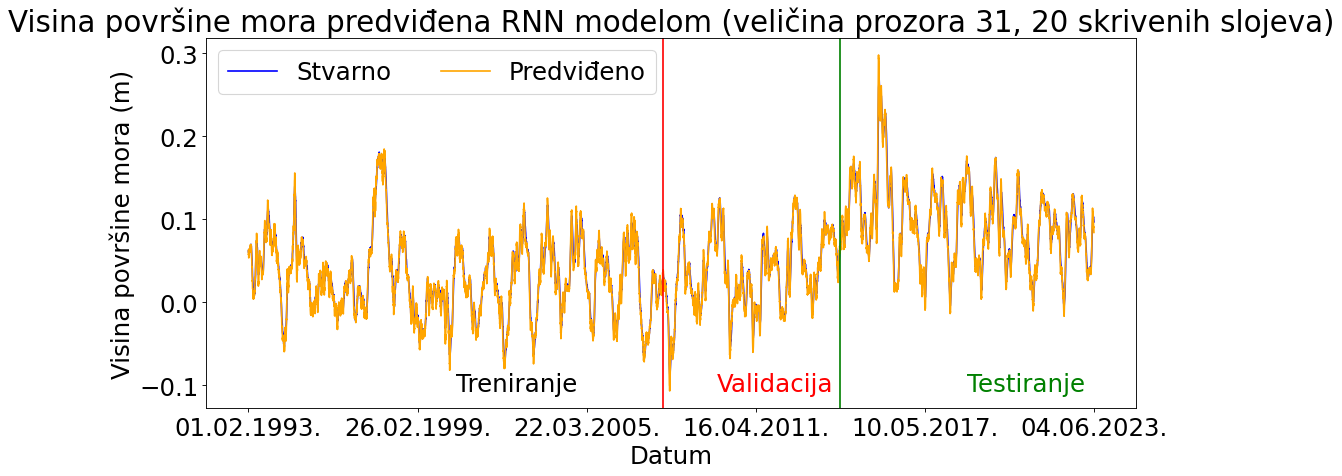 Visina površine mora predviđena RNN modelom (veličina prozora 31, 20 skrivenih slojeva)
Stvarno Predviđeno
Visina površine mora (m)
0.3
0.2
0.1
0.0
−0.1
Treniranje Validacija Testiranje
01.02.1993. 26.02.1999. 22.03.2005. 16.04.2011. 10.05.2017. 04.06.2023.
Datum